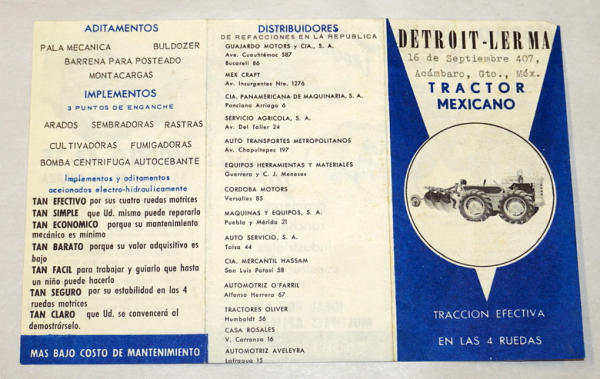 ADITAMENTOS
PALA MECANICA BULDOZER
BARRENA PARA POSTEADO
MONTACARGAS
IMPLEMENTOS
3 PUNTOS DE ENGANCHE
ARADOS SEMBRADORAS RASTRAS
CULTIVADORAS FUMIGADORAS
BOMBA CENTRIFUGA AUTOCEBANTE
Implementos y aditamentos
accionados electro-hidraulicamente
TAN EFECTIVO por sus cuatro ruedas motrices
TAN SIMPLE que Ud. mismo puede repararlo
TAN ECONOMICO porque su mantenimiento
mecánico es mínimo
TAN BARATO porque su valor adquisitivo es
bajo
TAN FACIL para trabajar y guiarlo que hasta
un niño puede hacerlo
TAN SEGURO por su estabilidad en las 4
ruedas motrices
TAN CLARO que Ud. se convencerá al
demostrárselo.
MAS BAJO COSTO DE MANTENIMIENTO
DISTRIBUIDORES
DE REFACCIONES EN LA REPUBLICA
GUAJARDO MOTORS y CIA., S. A.
Av. Cuauhtémoc 587
Bucareli 86
MEX CRAFT
Av. Insurgentes Nte. 1276
CIA. PANAMERICANA DE MAQUINARIA, S. A.
Ponciano Arriaga 6
SERVICIO AGRICOLA, S. A.
Av. Del Taller 24
AUTO TRANSPORTES METROPOLITANOS
Av. Chapultepec 197
EQUIPOS HERRAMIENTAS Y MATERIALES
Guerrero y C. J. Meneses
CORDOBA MOTORS
Versalles 85
MAQUINAS Y EQUIPOS, S. A.
Puebla y Mérida 21
AUTO SERVICIO, S. A.
Tolsa 44
CIA. MERCANTIL HASSAM
San Luis Potosí 58
AUTOMOTRIZ O'FARRIL
Alfonso Herrera 67
TRACTORES OLIVER
Humboldt 56
CASA ROSALES
V. Carranza 16
AUTOMOTRIZ AVELEYRA
Lafragua 15
DETROIT-LERMA
16 de Septiembre 407,
Acámbaro, Gto., Méx.
TRACTOR
MEXICANO
TRACCION EFECTIVA
EN LAS 4 RUEDAS